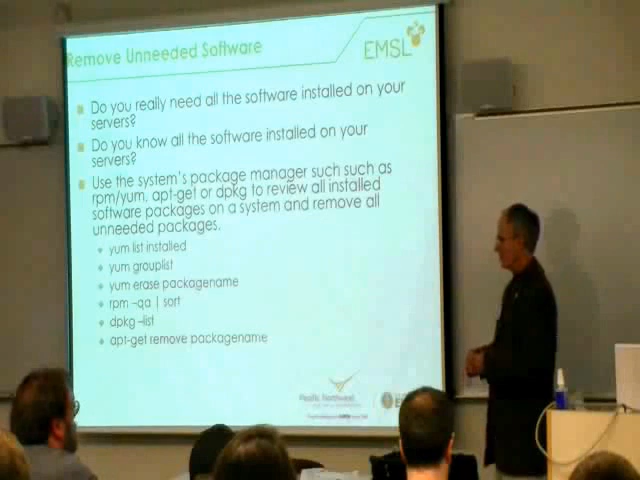 Remove Unneeded Software
EMSL
Do you really need all the software installed on your
servers?
Do you know all the software installed on your
servers?
Use the system's package manager such such as
rpm/yum, apt-get or dpkg to review all installed
software packages on a system and remove all
unneeded packages.
yum list installed
yum grouplist
yum erase packagename
rpm –qa | sort
dpkg –list
apt-get remove packagename
Pacific Northwest